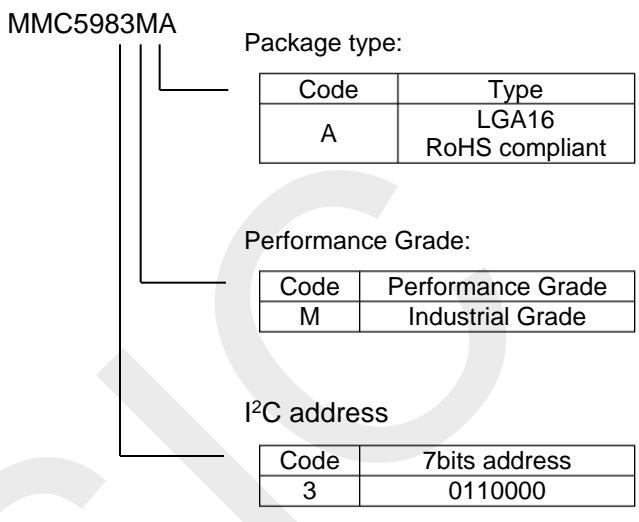 MMC5983MA
Package type:
Code Type
A LGA16
RoHS compliant
Performance Grade:
Code Performance Grade
M Industrial Grade
I²C address
Code 7bits address
3 0110000